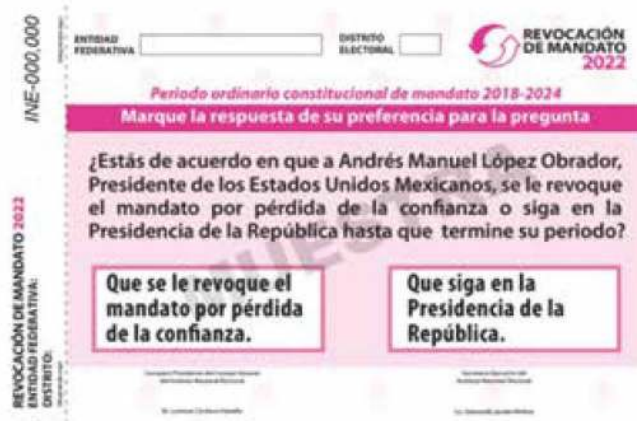 INE-000,000
REVOCACIÓN DE MANDATO 2022
ENTIDAD FEDERATIVA:
DISTRITO:
ENTIDAD
FEDERATIVA
DISTRITO
ELECTORAL
REVOCACIÓN
DE MANDATO
2022
Periodo ordinario constitucional de mandato 2018-2024
Marque la respuesta de su preferencia para la pregunta
¿Estás de acuerdo en que a Andrés Manuel López Obrador,
Presidente de los Estados Unidos Mexicanos, se le revoque
el mandato por pérdida de la confianza o siga en la
Presidencia de la República hasta que termine su periodo?
MUESTRA
Que se le revoque el
mandato por pérdida
de la confianza.
Que siga en la
Presidencia de la
República.